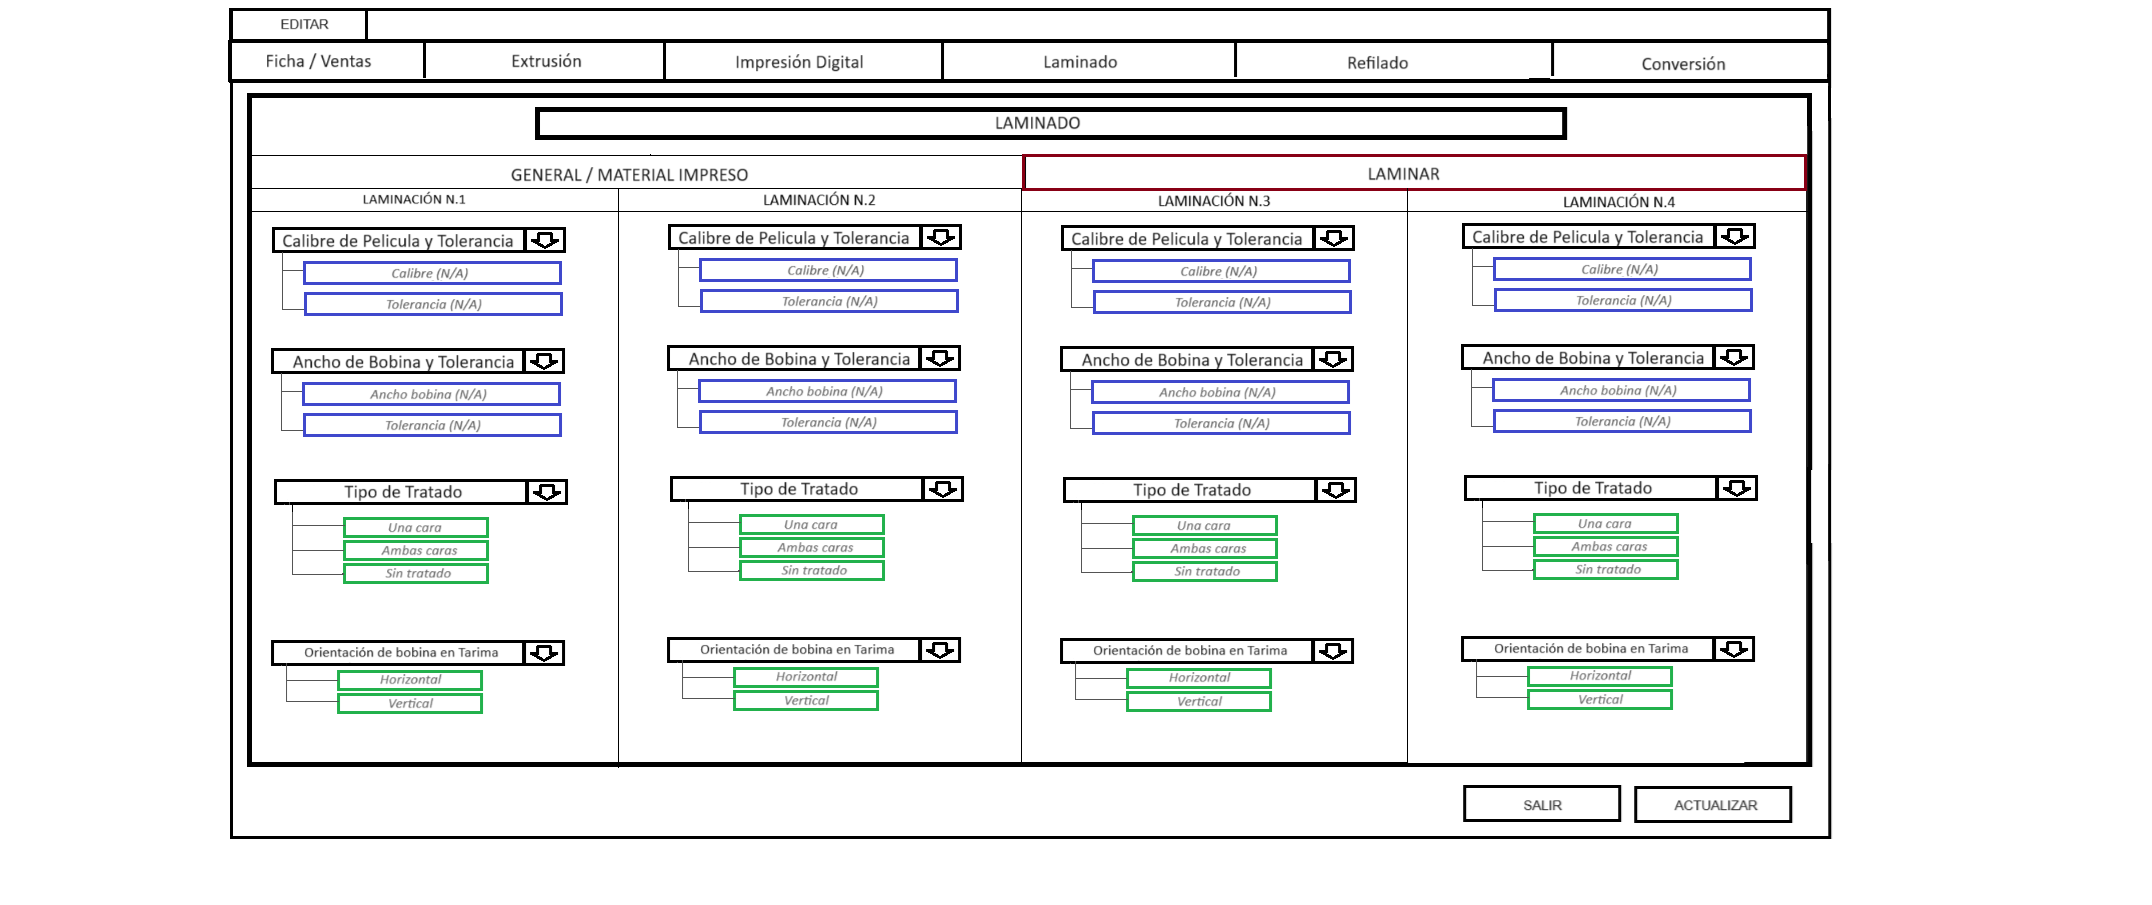 EDITAR
Ficha / Ventas
Extrusión
Impresión Digital
Laminado
Refilado
Conversión
LAMINADO
GENERAL / MATERIAL IMPRESO
LAMINAR
LAMINACIÓN N.1
LAMINACIÓN N.2
LAMINACIÓN N.3
LAMINACIÓN N.4
Calibre de Pelicula y Tolerancia
Calibre (N/A)
Tolerancia (N/A)
Ancho de Bobina y Tolerancia
Ancho bobina (N/A)
Tolerancia (N/A)
Tipo de Tratado
Una cara
Ambas caras
Sin tratado
Orientación de bobina en Tarima
Horizontal
Vertical
Calibre de Pelicula y Tolerancia
Calibre (N/A)
Tolerancia (N/A)
Ancho de Bobina y Tolerancia
Ancho bobina (N/A)
Tolerancia (N/A)
Tipo de Tratado
Una cara
Ambas caras
Sin tratado
Orientación de bobina en Tarima
Horizontal
Vertical
Calibre de Pelicula y Tolerancia
Calibre (N/A)
Tolerancia (N/A)
Ancho de Bobina y Tolerancia
Ancho bobina (N/A)
Tolerancia (N/A)
Tipo de Tratado
Una cara
Ambas caras
Sin tratado
Orientación de bobina en Tarima
Horizontal
Vertical
Calibre de Pelicula y Tolerancia
Calibre (N/A)
Tolerancia (N/A)
Ancho de Bobina y Tolerancia
Ancho bobina (N/A)
Tolerancia (N/A)
Tipo de Tratado
Una cara
Ambas caras
Sin tratado
Orientación de bobina en Tarima
Horizontal
Vertical
SALIR
ACTUALIZAR